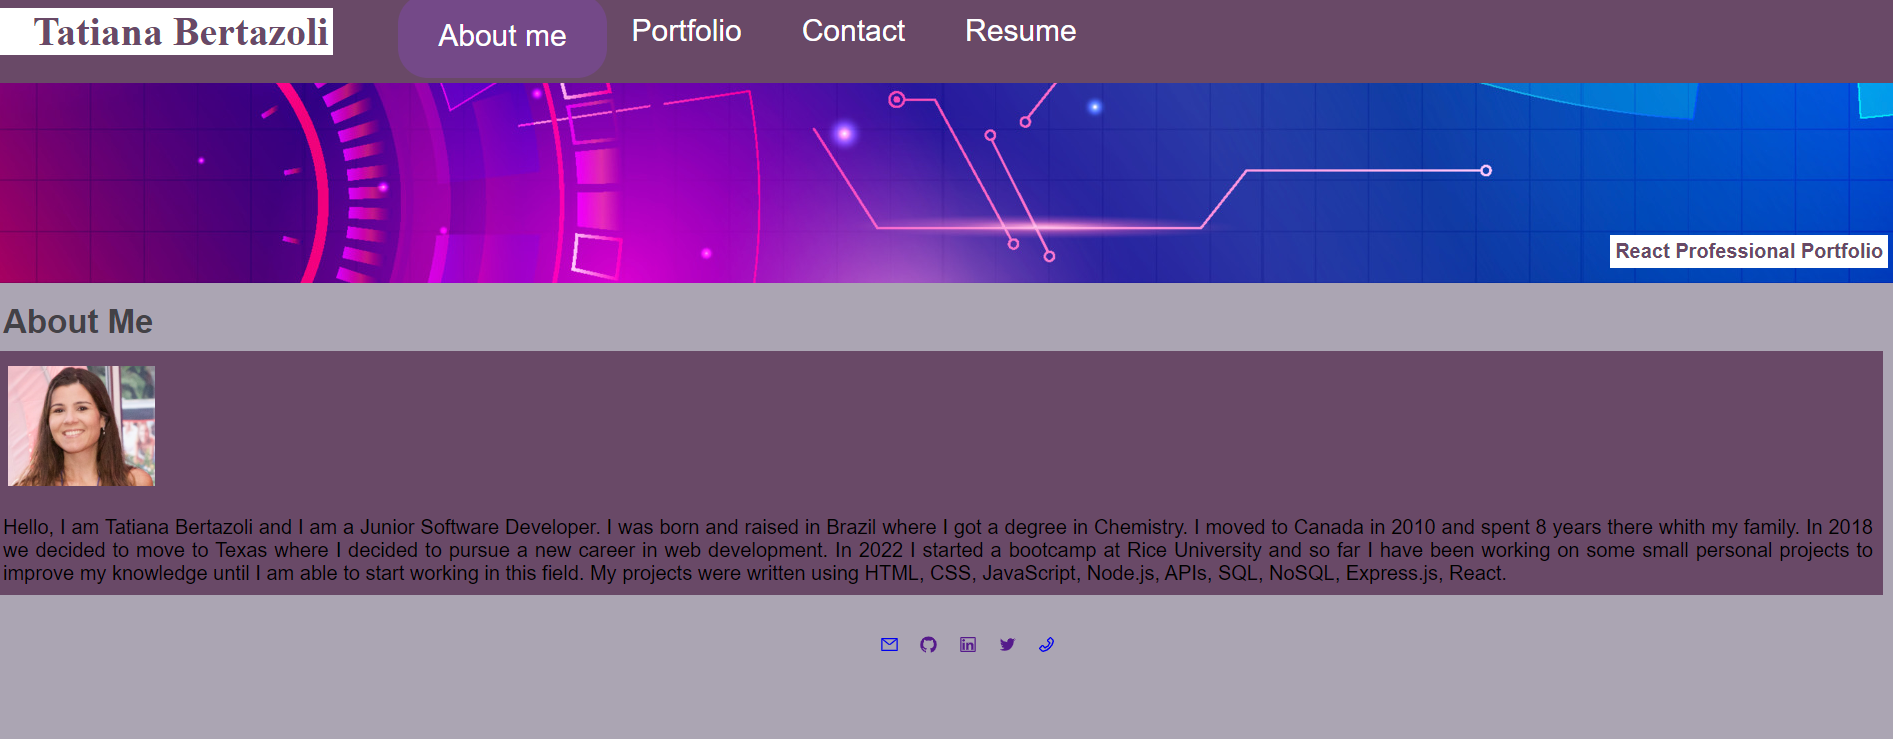 Tatiana Bertazoli
About me
Portfolio
Contact
Resume
React Professional Portfolio
About Me
Hello, I am Tatiana Bertazoli and I am a Junior Software Developer. I was born and raised in Brazil where I got a degree in Chemistry. I moved to Canada in 2010 and spent 8 years there whith my family. In 2018
we decided to move to Texas where I decided to pursue a new career in web development. In 2022 I started a bootcamp at Rice University and so far I have been working on some small personal projects to
improve my knowledge until I am able to start working in this field. My projects were written using HTML, CSS, JavaScript, Node.js, APIs, SQL, NoSQL, Express.js, React.